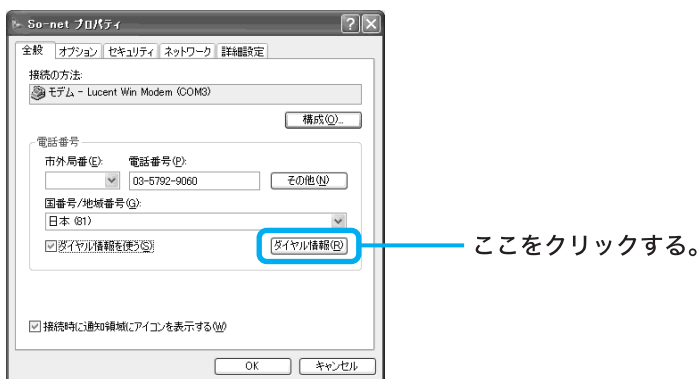 So-net プロパティ
全般 オプション セキュリティ ネットワーク 詳細設定
接続の方法:
モデム - Lucent Win Modem (COM3)
構成(O)...
電話番号
市外局番(E): 電話番号(P):
03-5792-9060 その他(N)
国番号/地域番号(G):
日本 (81)
ダイヤル情報を使う(S) ダイヤル情報(R)
ここをクリックする。
接続時に通知領域にアイコンを表示する(W)
OK キャンセル